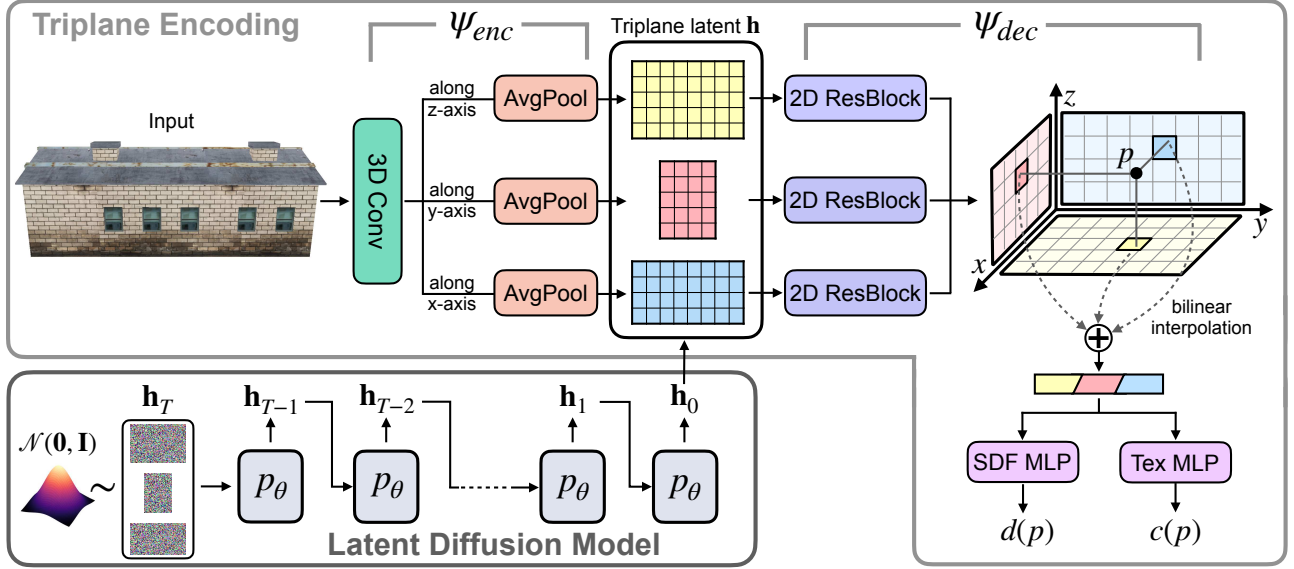 Triplane Encoding
ψenc
Triplane latent h
ψdec
Input
3D Conv
along
z-axis
AvgPool
2D ResBlock
along
y-axis
AvgPool
2D ResBlock
along
x-axis
AvgPool
2D ResBlock
z
p
y
x
bilinear
interpolation
+
SDF MLP
Tex MLP
d(p)
c(p)
𝒩(0, I)
~
hT
hT−1
hT−2
h1
h0
pθ
pθ
pθ
pθ
Latent Diffusion Model